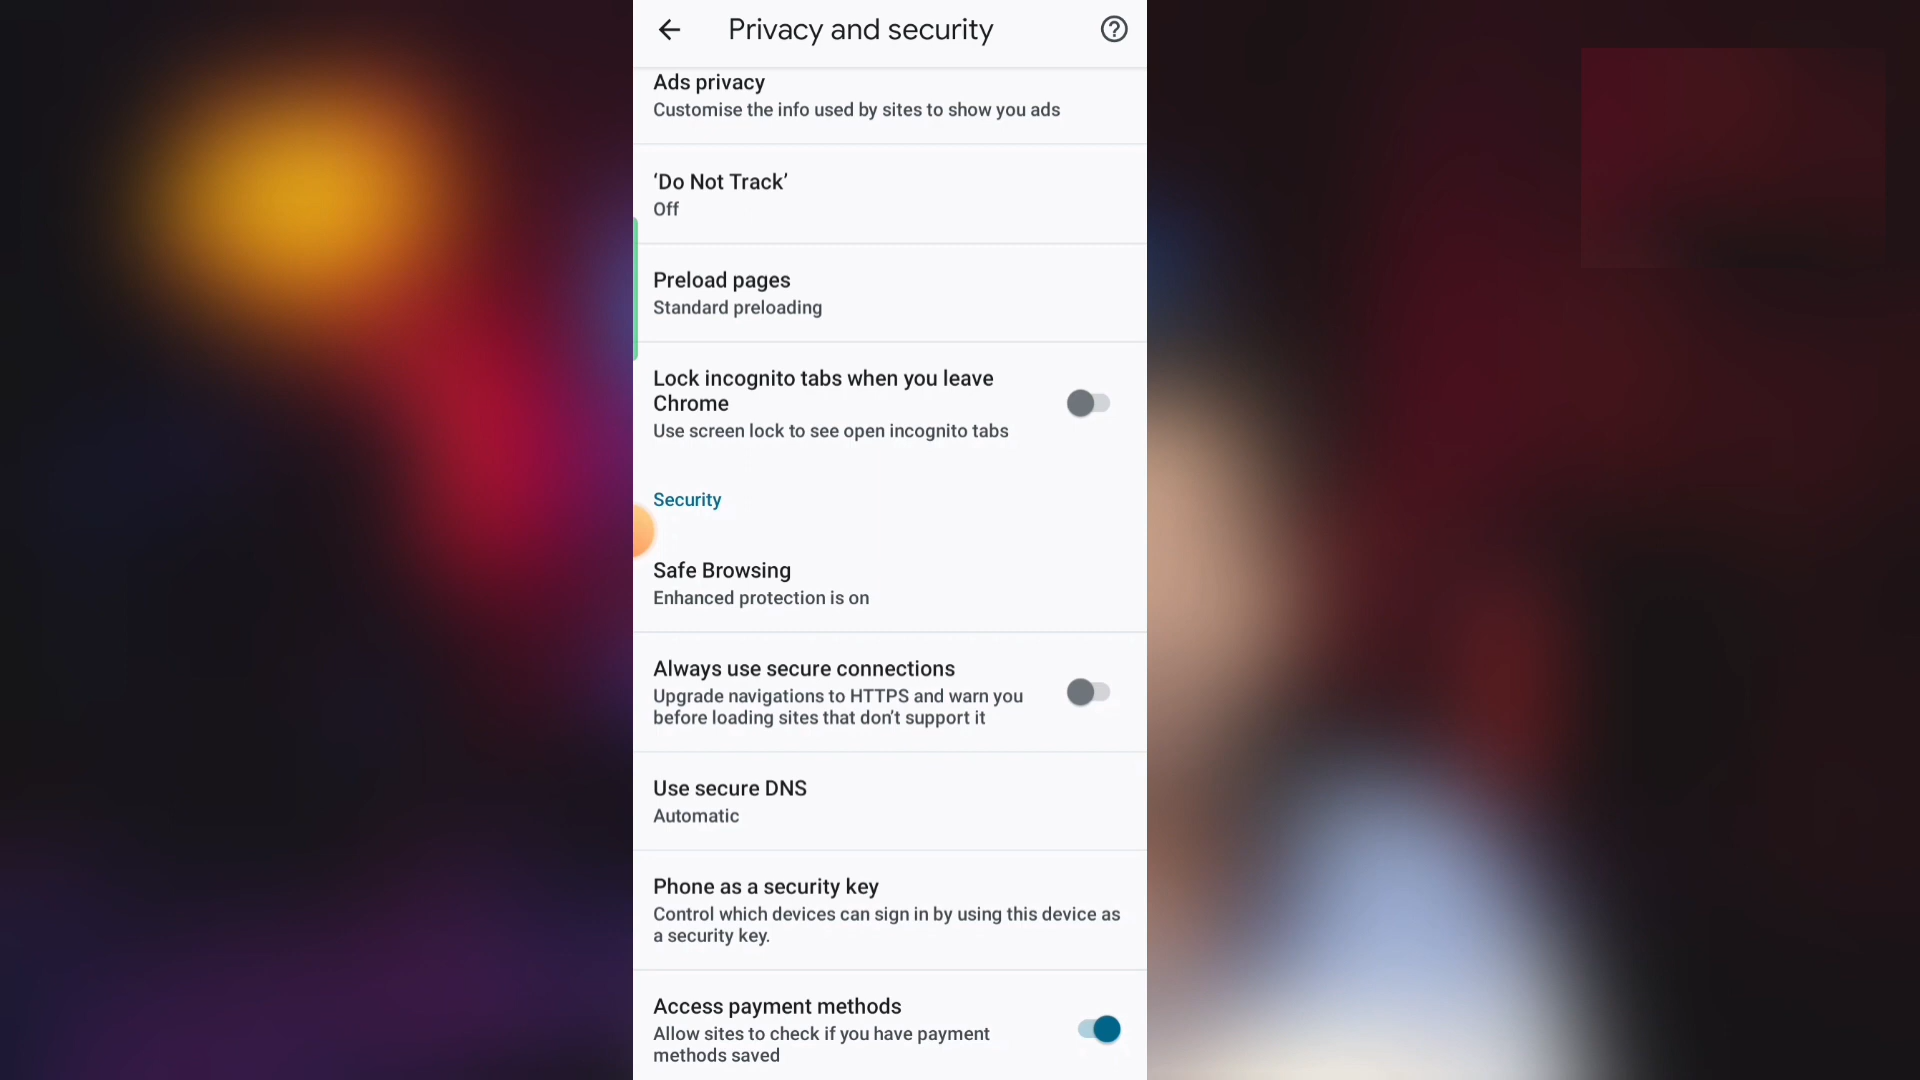 Privacy and security
Ads privacy
Customise the info used by sites to show you ads
‘Do Not Track’
Off
Preload pages
Standard preloading
Lock incognito tabs when you leave
Chrome
Use screen lock to see open incognito tabs
Security
Safe Browsing
Enhanced protection is on
Always use secure connections
Upgrade navigations to HTTPS and warn you
before loading sites that don’t support it
Use secure DNS
Automatic
Phone as a security key
Control which devices can sign in by using this device as
a security key.
Access payment methods
Allow sites to check if you have payment
methods saved